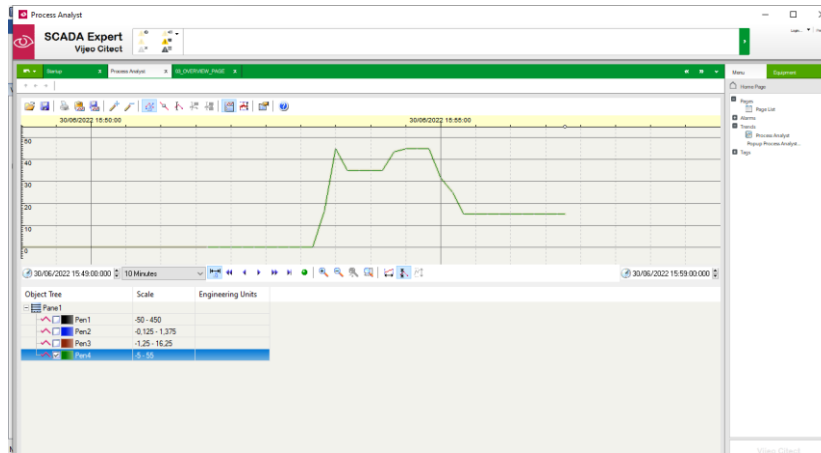 Process Analyst
SCADA Expert
Vijeo Citect
Startup
Process Analyst
00_OVERVIEW_PAGE
Menu
Equipment
Home Page
Pages
Page List
Alarms
Trends
Process Analyst
Popup Process Analyst...
Tags
30/06/2022 15:50:00
30/06/2022 15:55:00
50
40
30
20
10
0
30/06/2022 15:49:00:000
10 Minutes
30/06/2022 15:59:00:000
Object Tree Scale Engineering Units
Pane1
Pen1 -50 - 450
Pen2 -0,125 - 1,375
Pen3 -1,25 - 16,25
Pen4 -5 - 55
Vijeo Citect